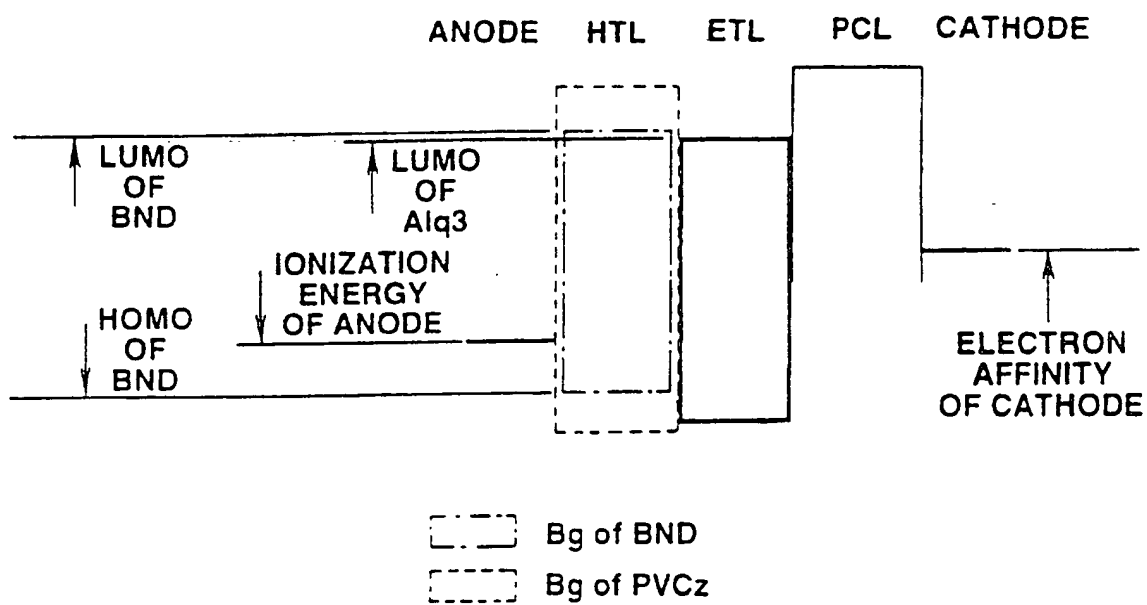 ANODE HTL ETL PCL CATHODE
LUMO
OF
BND
LUMO
OF
Alq3
IONIZATION
ENERGY
OF ANODE
HOMO
OF
BND
ELECTRON
AFFINITY
OF CATHODE
Bg of BND
Bg of PVCz